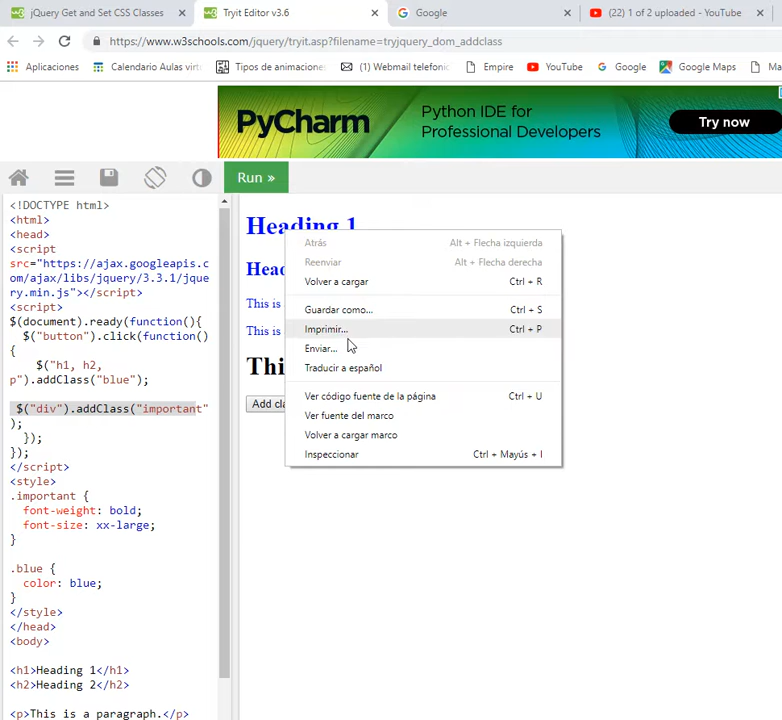 jQuery Get and Set CSS Classes
Tryit Editor v3.6
Google
(22) 1 of 2 uploaded - YouTube
https://www.w3schools.com/jquery/tryit.asp?filename=tryjquery_dom_addclass
Aplicaciones
Calendario Aulas virt
Tipos de animacione
(1) Webmail telefonic
Empire
YouTube
Google
Google Maps
Ma
PyCharm
Python IDE for
Professional Developers
Try now
Run »
<!DOCTYPE html>
<html>
<head>
<script
src="https://ajax.googleapis.c
om/ajax/libs/jquery/3.3.1/jque
ry.min.js"></script>
<script>
$(document).ready(function(){
$("button").click(function()
{
$("h1, h2,
p").addClass("blue");
$("div").addClass("important"
);
});
});
</script>
<style>
.important {
font-weight: bold;
font-size: xx-large;
}
.blue {
color: blue;
}
</style>
</head>
<body>
<h1>Heading 1</h1>
<h2>Heading 2</h2>
<p>This is a paragraph.</p>
Heading 1
Head
This is
This is
Thi
Add cla
Atrás Alt + Flecha izquierda
Reenviar Alt + Flecha derecha
Volver a cargar Ctrl + R
Guardar como... Ctrl + S
Imprimir... Ctrl + P
Enviar...
Traducir a español
Ver código fuente de la página Ctrl + U
Ver fuente del marco
Volver a cargar marco
Inspeccionar Ctrl + Mayús + I